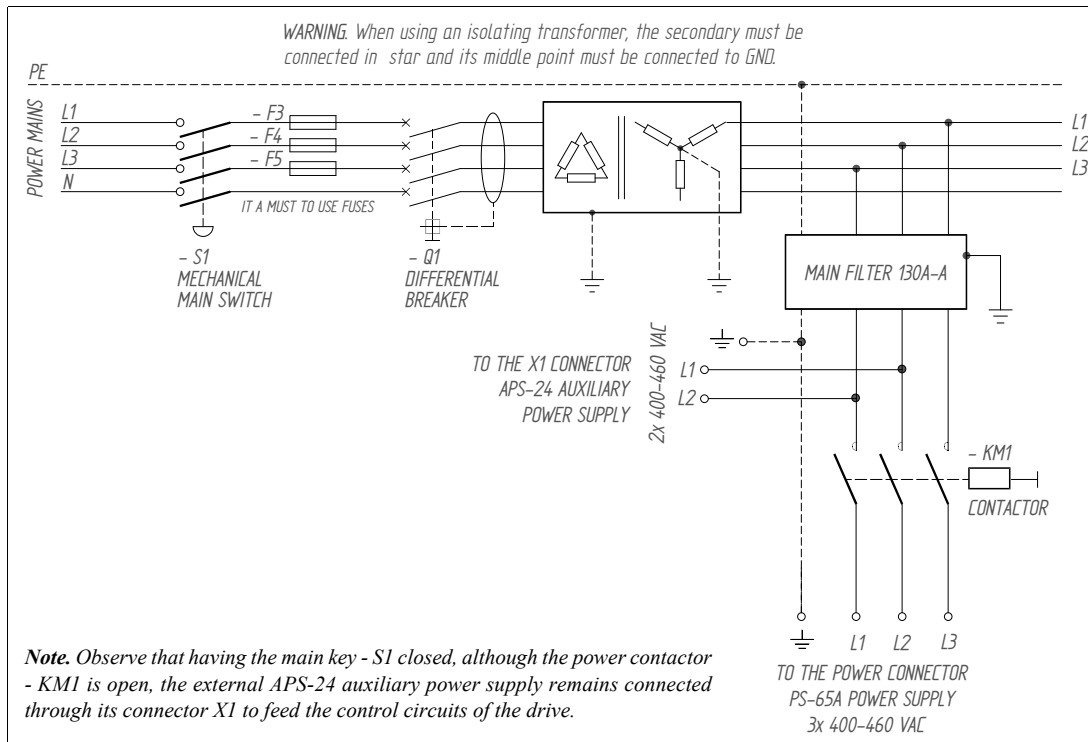 WARNING. When using an isolating transformer, the secondary must be
connected in star and its middle point must be connected to GND.
PE
POWER MAINS
L1
L2
L3
N
- F3
- F4
- F5
IT A MUST TO USE FUSES
L1
L2
L3
- S1
MECHANICAL
MAIN SWITCH
- Q1
DIFFERENTIAL
BREAKER
MAIN FILTER 130A-A
TO THE X1 CONNECTOR
APS-24 AUXILIARY
POWER SUPPLY
2x 400-460 VAC
L1
L2
- KM1
CONTACTOR
L1
L2
L3
TO THE POWER CONNECTOR
PS-65A POWER SUPPLY
3x 400-460 VAC
Note. Observe that having the main key - S1 closed, although the power contactor
- KM1 is open, the external APS-24 auxiliary power supply remains connected
through its connector X1 to feed the control circuits of the drive.